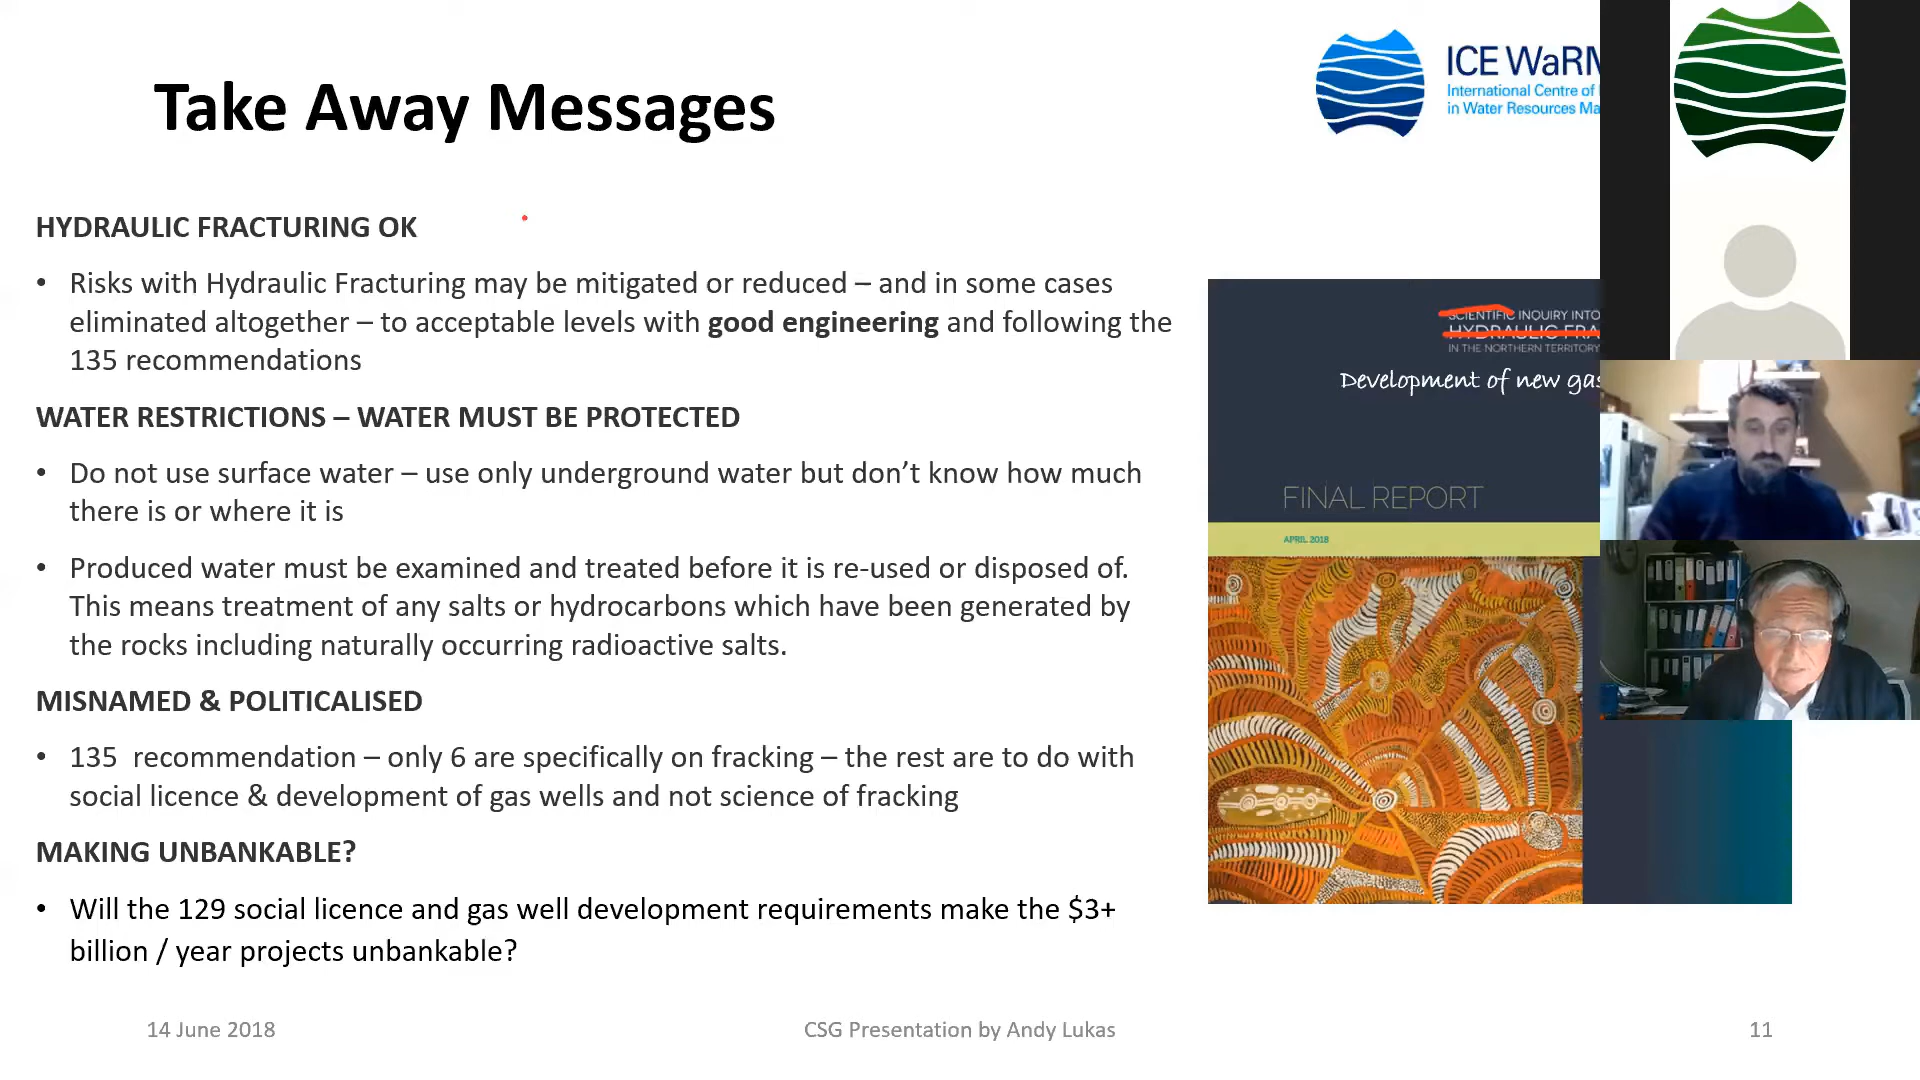 Take Away Messages
ICE WaRM
International Centre of
in Water Resources Ma
HYDRAULIC FRACTURING OK
• Risks with Hydraulic Fracturing may be mitigated or reduced – and in some cases
eliminated altogether – to acceptable levels with good engineering and following the
135 recommendations
WATER RESTRICTIONS – WATER MUST BE PROTECTED
• Do not use surface water – use only underground water but don’t know how much
there is or where it is
• Produced water must be examined and treated before it is re-used or disposed of.
This means treatment of any salts or hydrocarbons which have been generated by
the rocks including naturally occurring radioactive salts.
MISNAMED & POLITICALISED
• 135 recommendation – only 6 are specifically on fracking – the rest are to do with
social licence & development of gas wells and not science of fracking
MAKING UNBANKABLE?
• Will the 129 social licence and gas well development requirements make the $3+
billion / year projects unbankable?
SCIENTIFIC INQUIRY INTO
HYDRAULIC FRA
IN THE NORTHERN TERRITORY
Development of new gas
FINAL REPORT
APRIL 2018
14 June 2018
CSG Presentation by Andy Lukas
11